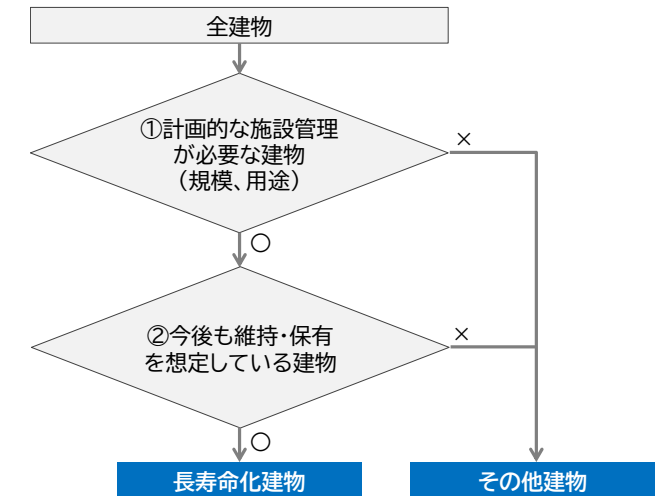 全建物
①計画的な施設管理
が必要な建物
（規模、用途）
×
〇
②今後も維持・保有
を想定している建物
×
〇
長寿命化建物
その他建物